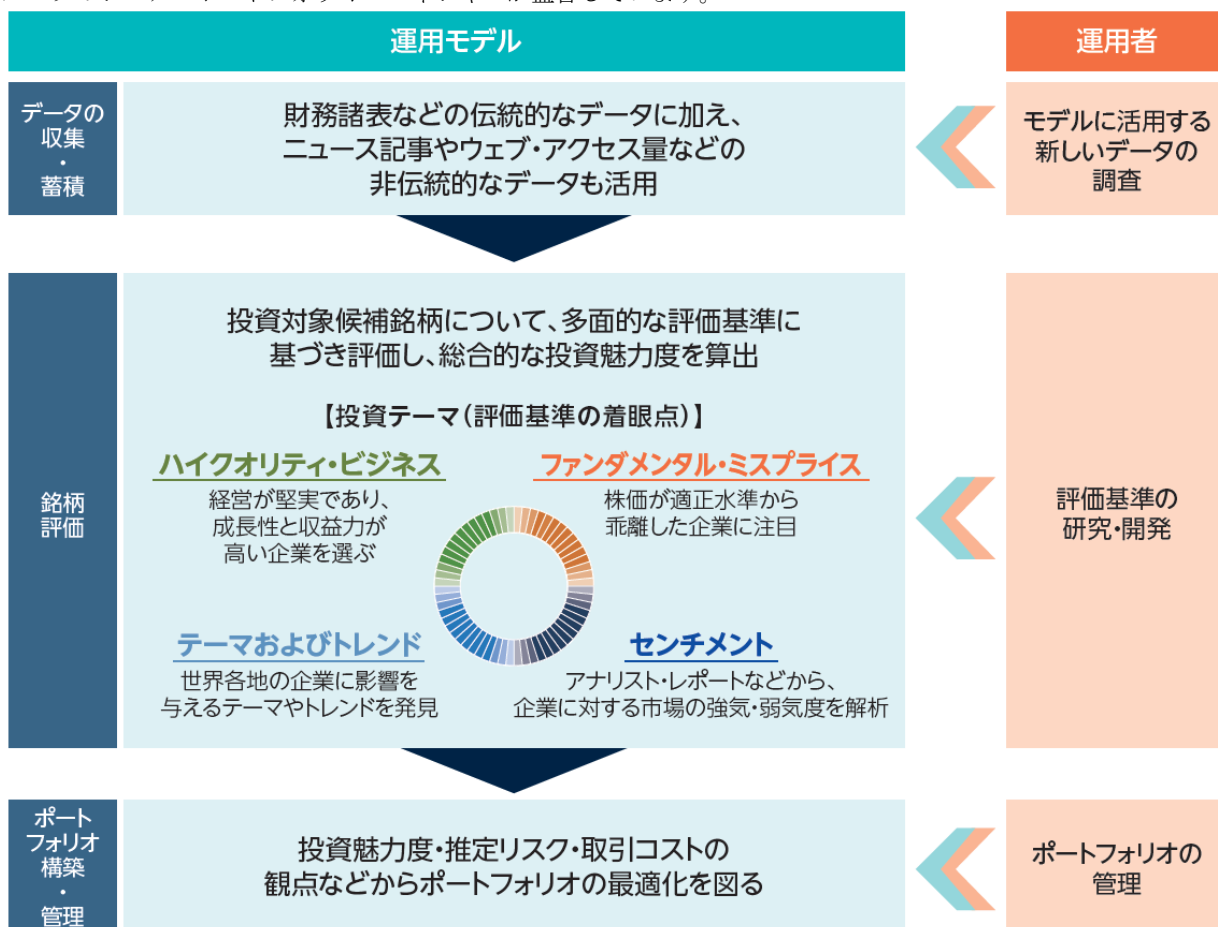 運用モデル
運用者
データの
収集
・
蓄積
財務諸表などの伝統的なデータに加え、
ニュース記事やウェブ・アクセス量などの
非伝統的なデータも活用
モデルに活用する
新しいデータの
調査
銘柄
評価
投資対象候補銘柄について、多面的な評価基準に
基づき評価し、総合的な投資魅力度を算出
【投資テーマ(評価基準の着眼点)】
ハイクオリティ・ビジネス
経営が堅実であり、
成長性と収益力が
高い企業を選ぶ
ファンダメンタル・ミスプライス
株価が適正水準から
乖離した企業に注目
テーマおよびトレンド
世界各地の企業に影響を
与えるテーマやトレンドを発見
センチメント
アナリスト・レポートなどから、
企業に対する市場の強気・弱気度を解析
評価基準の
研究・開発
ポート
フォリオ
構築
・
管理
投資魅力度・推定リスク・取引コストの
観点などからポートフォリオの最適化を図る
ポートフォリオの
管理